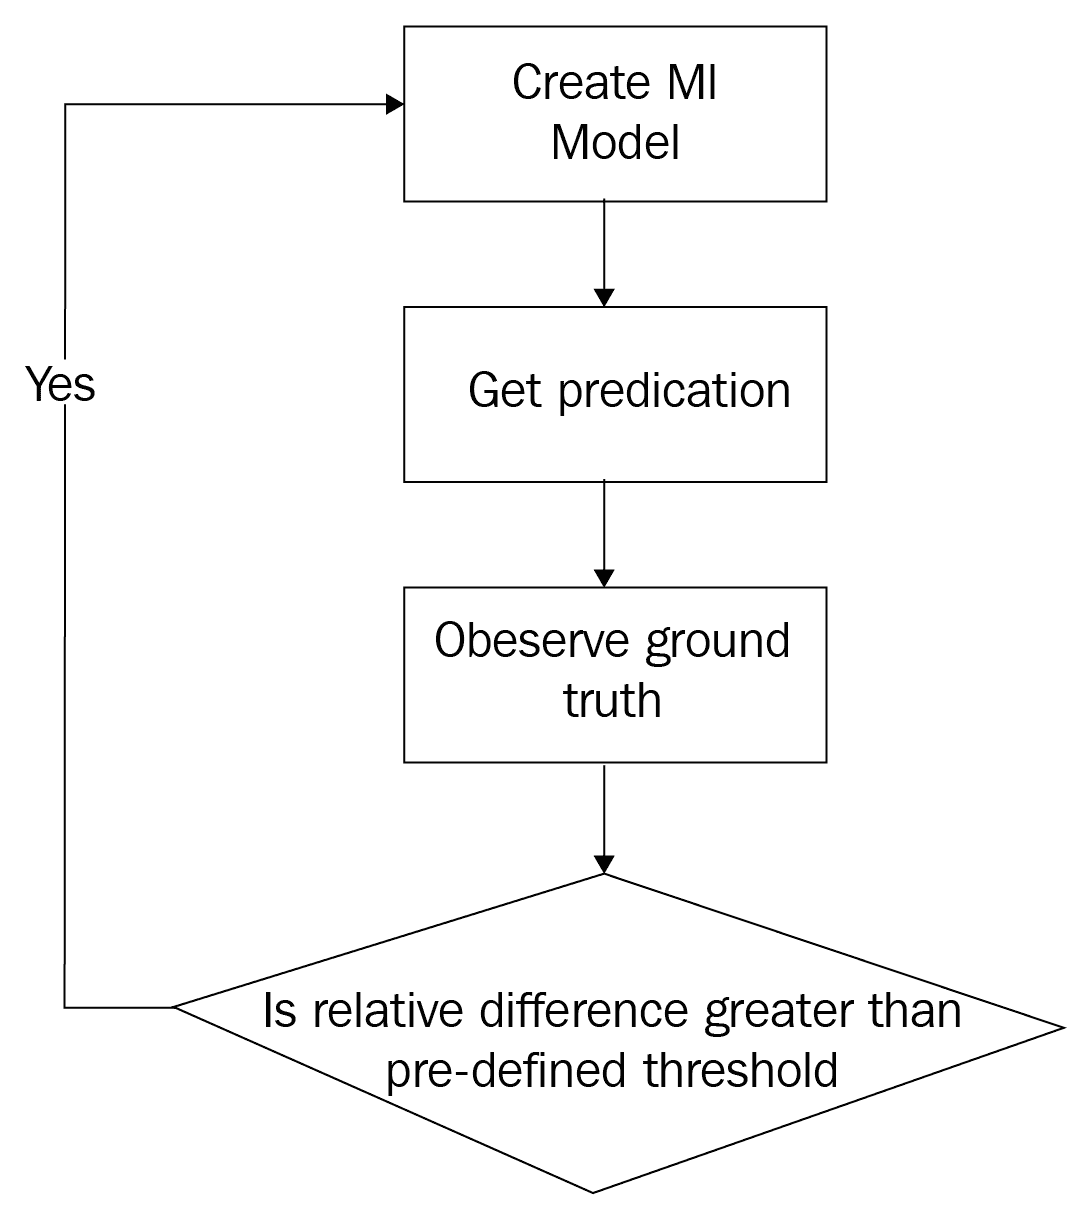 Create MI
Model
Get predication
Yes
Obeserve ground
truth
Is relative difference greater than
pre-defined threshold